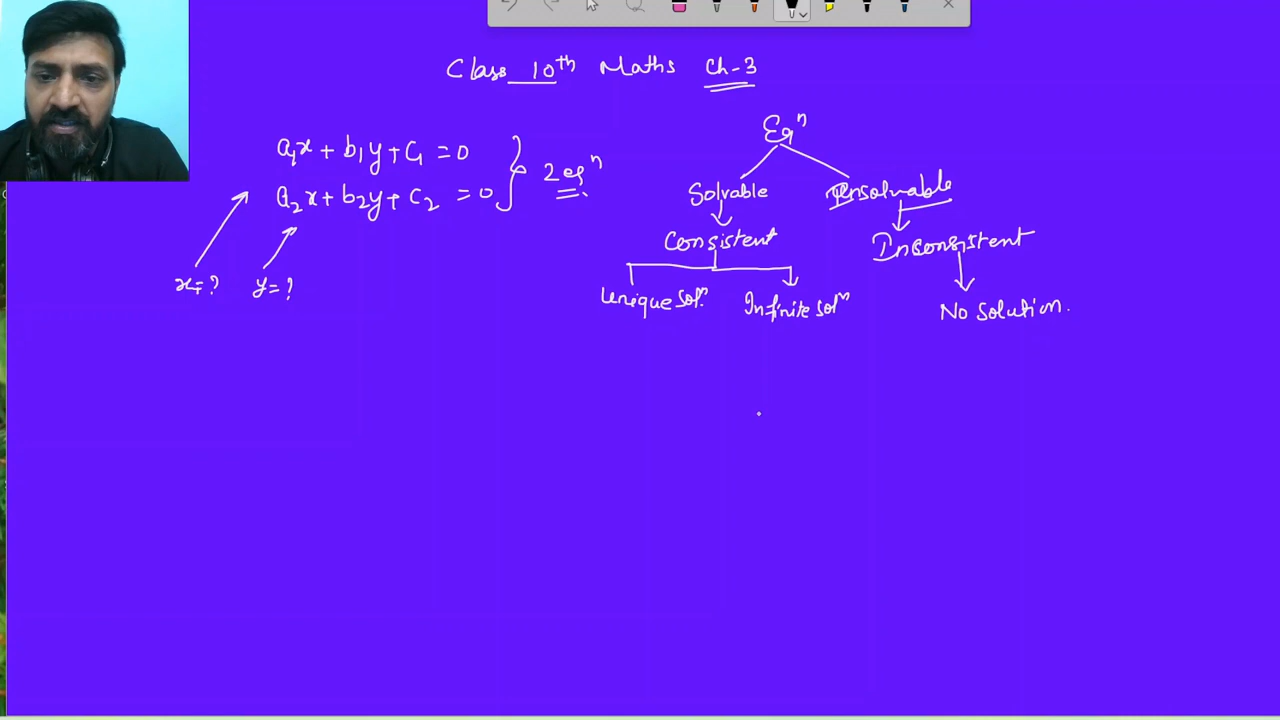 Class 10th Maths Ch-3
a₁x + b₁y + c₁ = 0
a₂x + b₂y + c₂ = 0
2 eqⁿ
x = ? y = ?
Eqⁿ
Solvable Unsolvable
Consistent Inconsistent
Unique solⁿ Infinite solⁿ No solution.